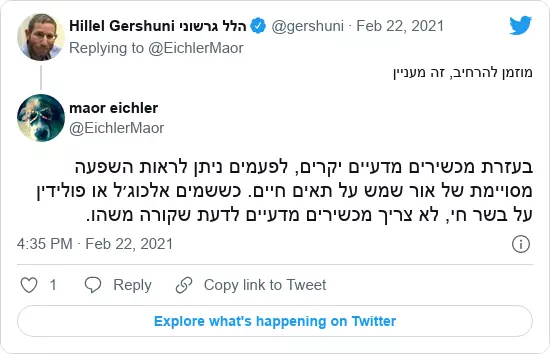 Hillel Gershuni הלל גרשוני @gershuni · Feb 22, 2021
Replying to @EichlerMaor
מוזמן להרחיב, זה מעניין
maor eichler
@EichlerMaor
בעזרת מכשירים מדעיים יקרים, לפעמים ניתן לראות השפעה
מסויימת של אור שמש על תאים חיים. כששמים אלכוג׳ל או פולידין
על בשר חי, לא צריך מכשירים מדעיים לדעת שקורה משהו.
4:35 PM · Feb 22, 2021
1 Reply Copy link to Tweet
Explore what's happening on Twitter